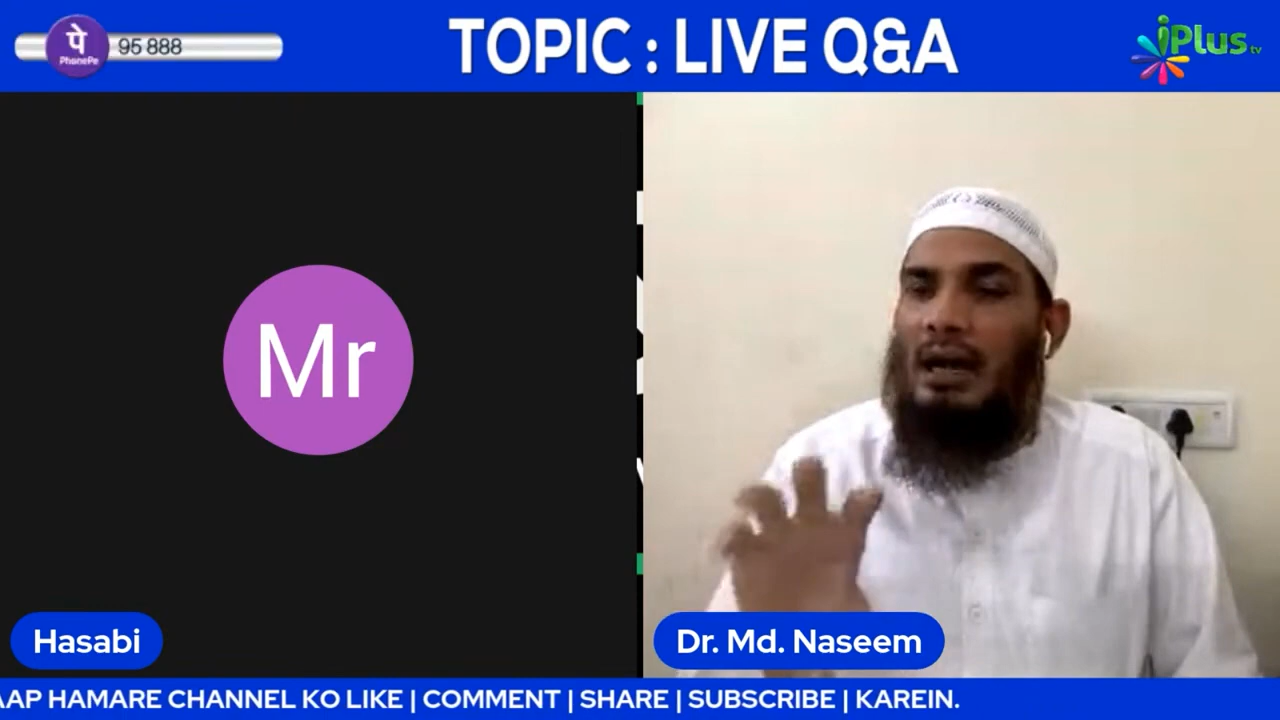 पे
PhonePe
95 888
TOPIC : LIVE Q&A
iPlus tv
Mr
Hasabi
Dr. Md. Naseem
AAP HAMARE CHANNEL KO LIKE | COMMENT | SHARE | SUBSCRIBE | KAREIN.